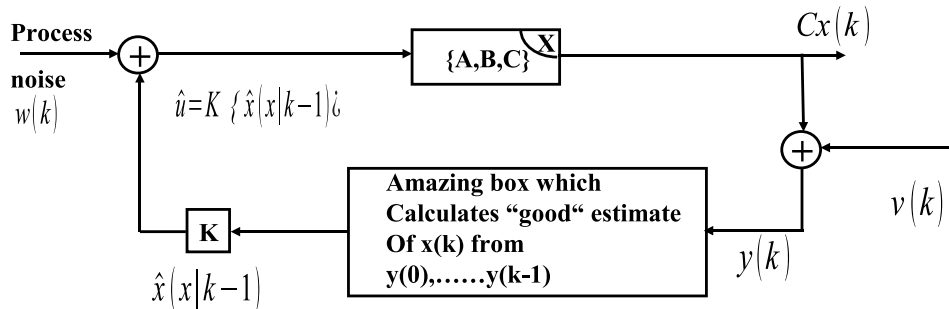 Process
noise
w(k)
+
û=K{x̂(x|k−1)¿
{A,B,C}
X
Cx(k)
+
v(k)
y(k)
Amazing box which
Calculates “good“ estimate
Of x(k) from
y(0),……y(k-1)
K
x̂(x|k−1)